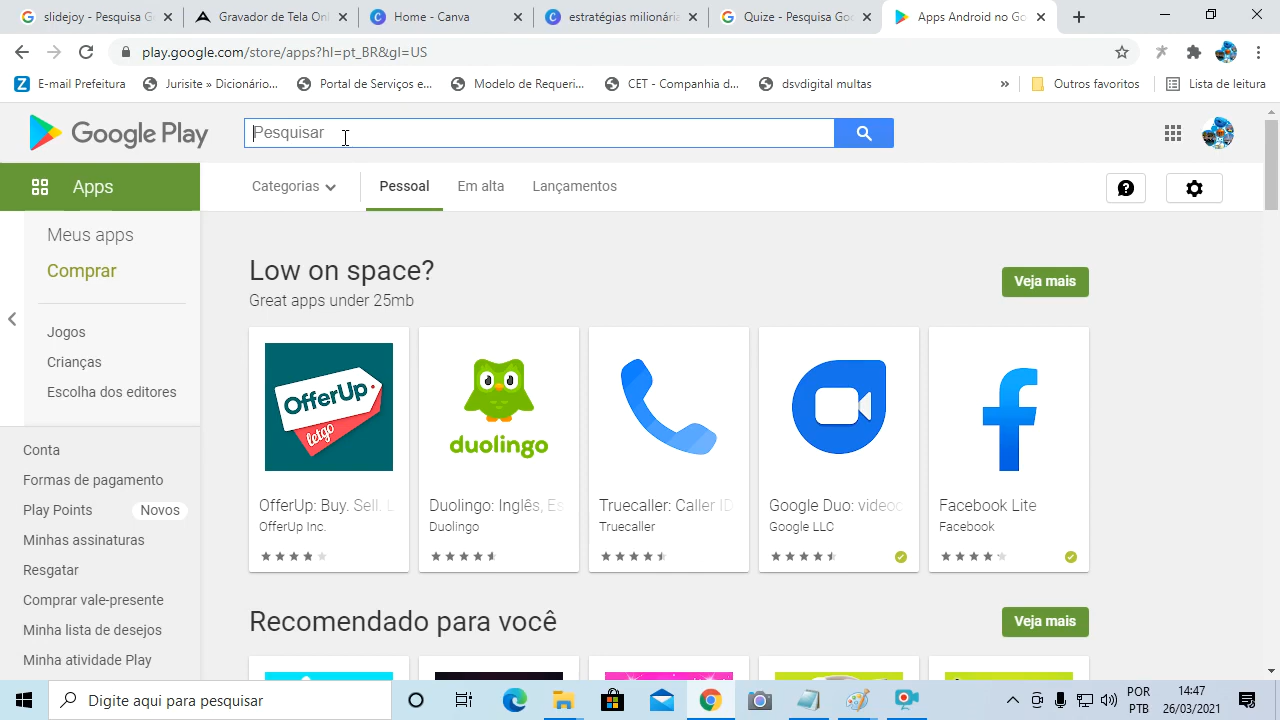 slidejoy - Pesquisa G
Gravador de Tela Onl
Home - Canva
estratégias milionária
Quize - Pesquisa Goo
Apps Android no Go
play.google.com/store/apps?hl=pt_BR&gl=US
E-mail Prefeitura
Jurisite » Dicionário...
Portal de Serviços e...
Modelo de Requeri...
CET - Companhia d...
dsvdigital multas
»
Outros favoritos
Lista de leitura
Google Play
Pesquisar
Apps
Categorias
Pessoal
Em alta
Lançamentos
Meus apps
Comprar
Jogos
Crianças
Escolha dos editores
Conta
Formas de pagamento
Play Points
Novos
Minhas assinaturas
Resgatar
Comprar vale-presente
Minha lista de desejos
Minha atividade Play
Low on space?
Great apps under 25mb
Veja mais
OfferUp
letgo
duolingo
OfferUp: Buy. Sell. L
OfferUp Inc.
Duolingo: Inglês, Es
Duolingo
Truecaller: Caller ID
Truecaller
Google Duo: videoc
Google LLC
Facebook Lite
Facebook
Recomendado para você
Veja mais
Digite aqui para pesquisar
POR
PTB
14:47
26/03/2021